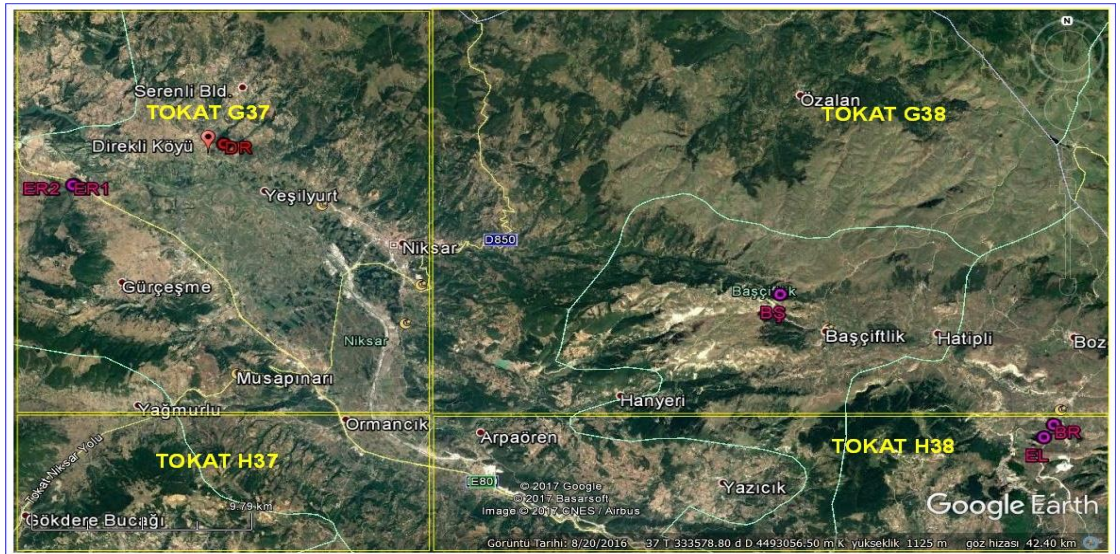 N
Serenli Bld.
TOKAT G37
Özalan
TOKAT G38
Direkli Köyü
DR
ER2
ER1
Yeşilyurt
Niksar
D850
Gürçeşme
Başçiftlik
BŞ
Niksar
Başçiftlik
Hatipli
Boz
Musapınarı
Hanyeri
Yağmurlu
Ormancık
Arpaören
BR
TOKAT H38
EL
TOKAT H37
Tokat Niksar Yolu
E80
Yazıcık
© 2017 Google
© 2017 Basarsoft
Image © 2017 CNES / Airbus
Google Earth
9.79 km
Gökdere Bucağı
Görüntü Tarihi: 8/20/2016 37 T 333578.80 d D 4493056.50 m K yükseklik 1125 m göz hizası 42.40 km